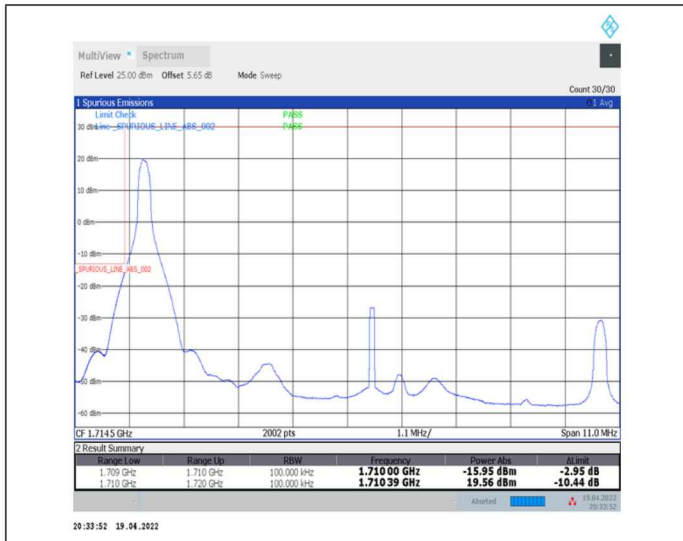 MultiView Spectrum
Ref Level 25.00 dBm Offset 5.65 dB Mode Sweep
Count 30/30
1 Spurious Emissions 1 Avg
Limit Check PASS
30 dBm Line _SPURIOUS_LINE_ABS_002 PASS
20 dBm
10 dBm
0 dBm
-10 dBm
_SPURIOUS_LINE_ABS_002
-20 dBm
-30 dBm
-40 dBm
-50 dBm
-60 dBm
CF 1.7145 GHz 2002 pts 1.1 MHz/ Span 11.0 MHz
2 Result Summary
Range Low Range Up RBW Frequency Power Abs ΔLimit
1.709 GHz 1.710 GHz 100.000 kHz 1.710 00 GHz -15.95 dBm -2.95 dB
1.710 GHz 1.720 GHz 100.000 kHz 1.710 39 GHz 19.56 dBm -10.44 dB
Aborted 19.04.2022
20:33:52
20:33:52 19.04.2022